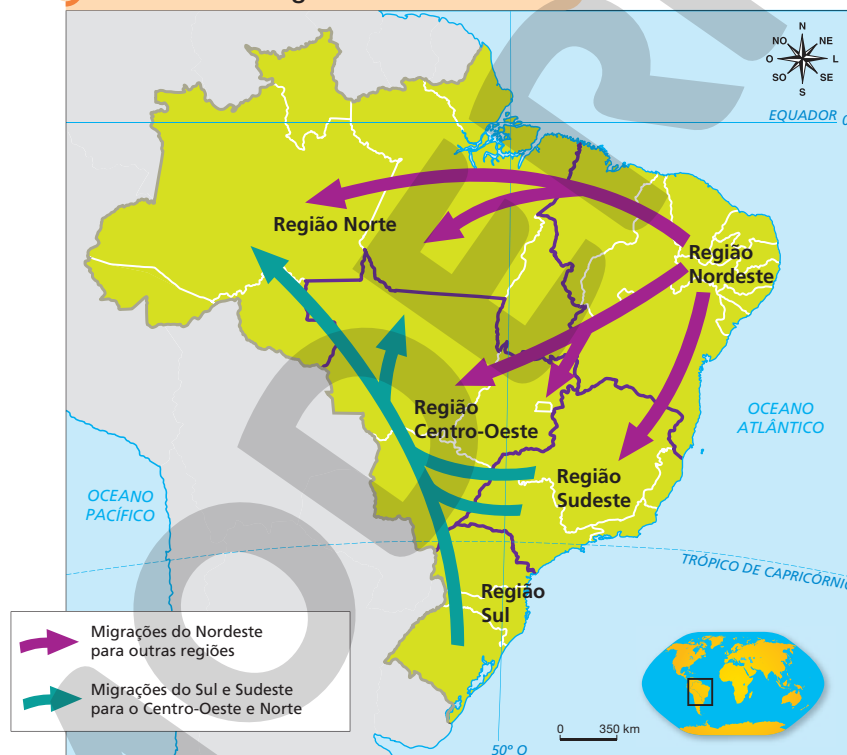 N
NO
NE
O
L
SO
SE
S
EQUADOR
0
Região Norte
Região
Nordeste
Região
Centro-Oeste
OCEANO
ATLÂNTICO
Região
Sudeste
OCEANO
PACÍFICO
TRÓPICO DE CAPRICÓRNIO
Região
Sul
Migrações do Nordeste
para outras regiões
Migrações do Sul e Sudeste
para o Centro-Oeste e Norte
0 350 km
50º O